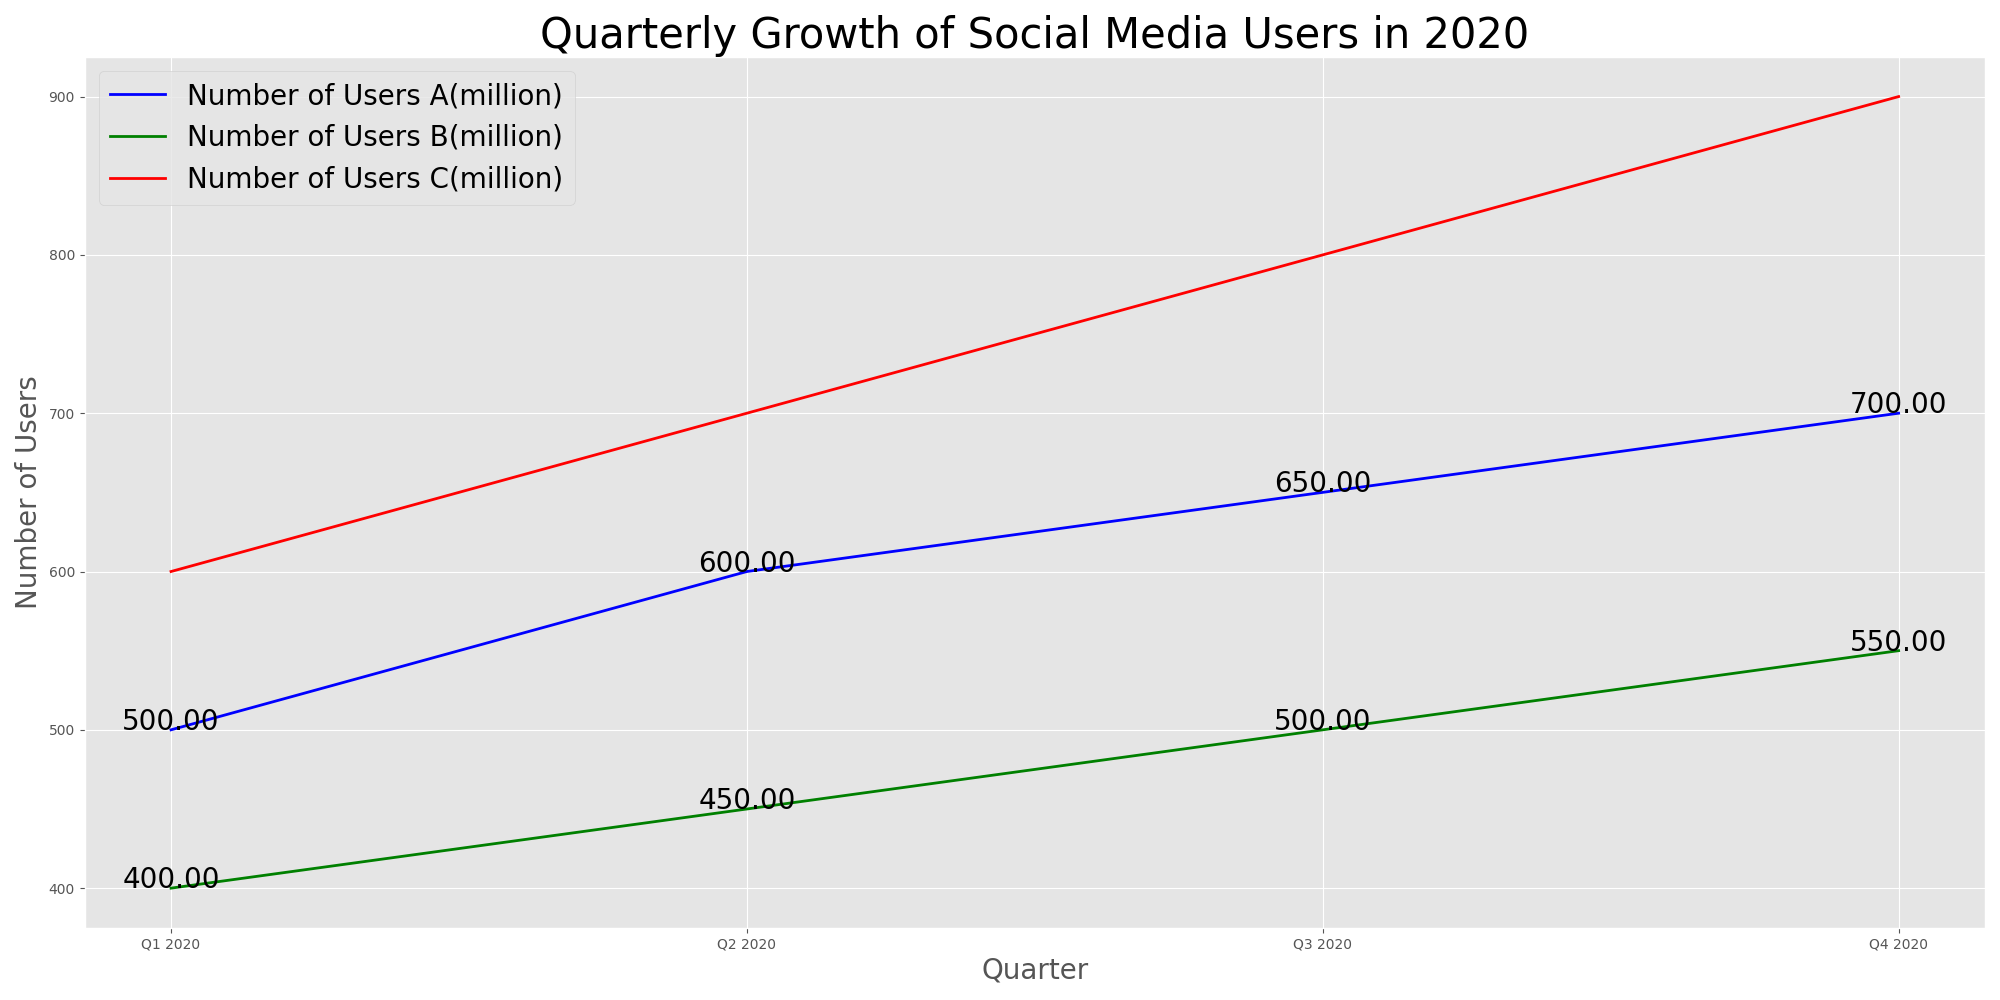 Quarterly Growth of Social Media Users in 2020
Number of Users A(million)
Number of Users B(million)
Number of Users C(million)
Number of Users
900
800
700
600
500
400
700.00
650.00
600.00
550.00
500.00
500.00
450.00
400.00
Q1 2020
Q2 2020
Q3 2020
Q4 2020
Quarter